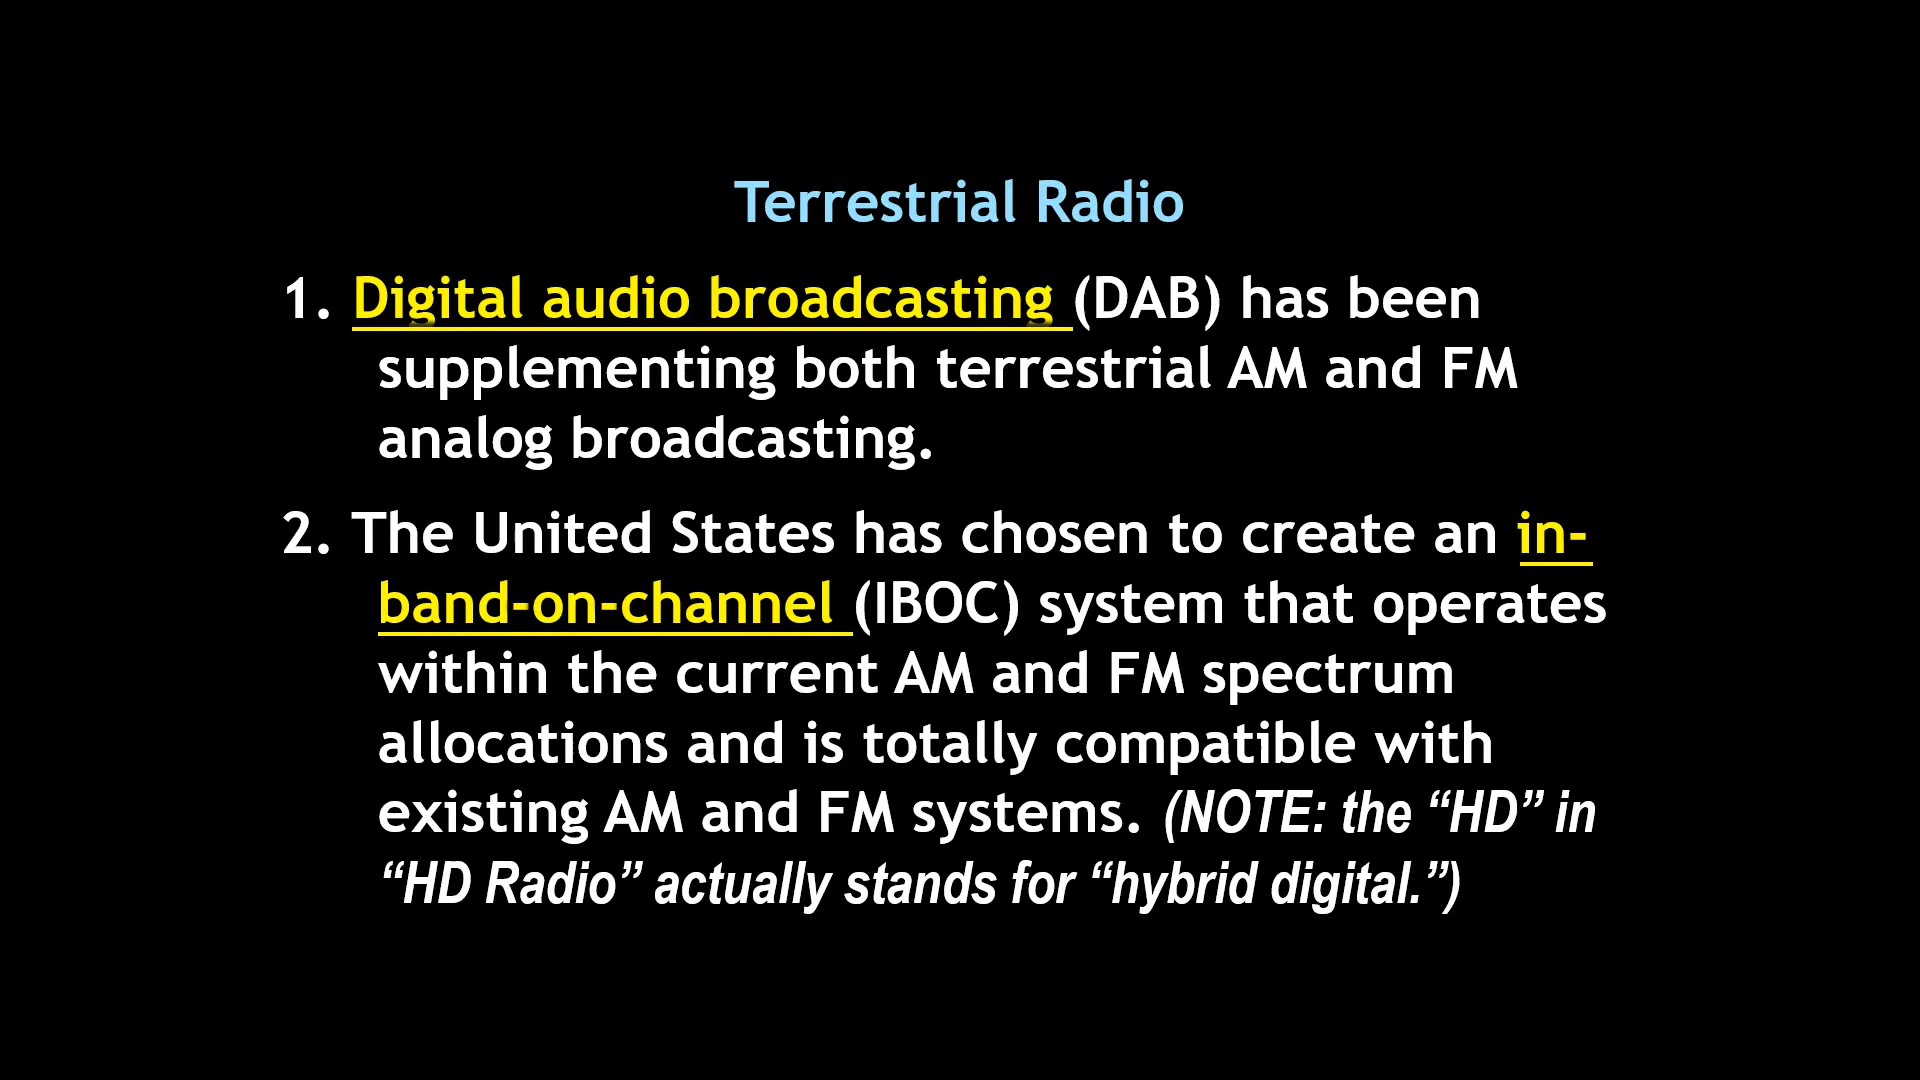 Terrestrial Radio
1. Digital audio broadcasting (DAB) has been
supplementing both terrestrial AM and FM
analog broadcasting.
2. The United States has chosen to create an in-
band-on-channel (IBOC) system that operates
within the current AM and FM spectrum
allocations and is totally compatible with
existing AM and FM systems. (NOTE: the “HD” in
“HD Radio” actually stands for “hybrid digital.”)